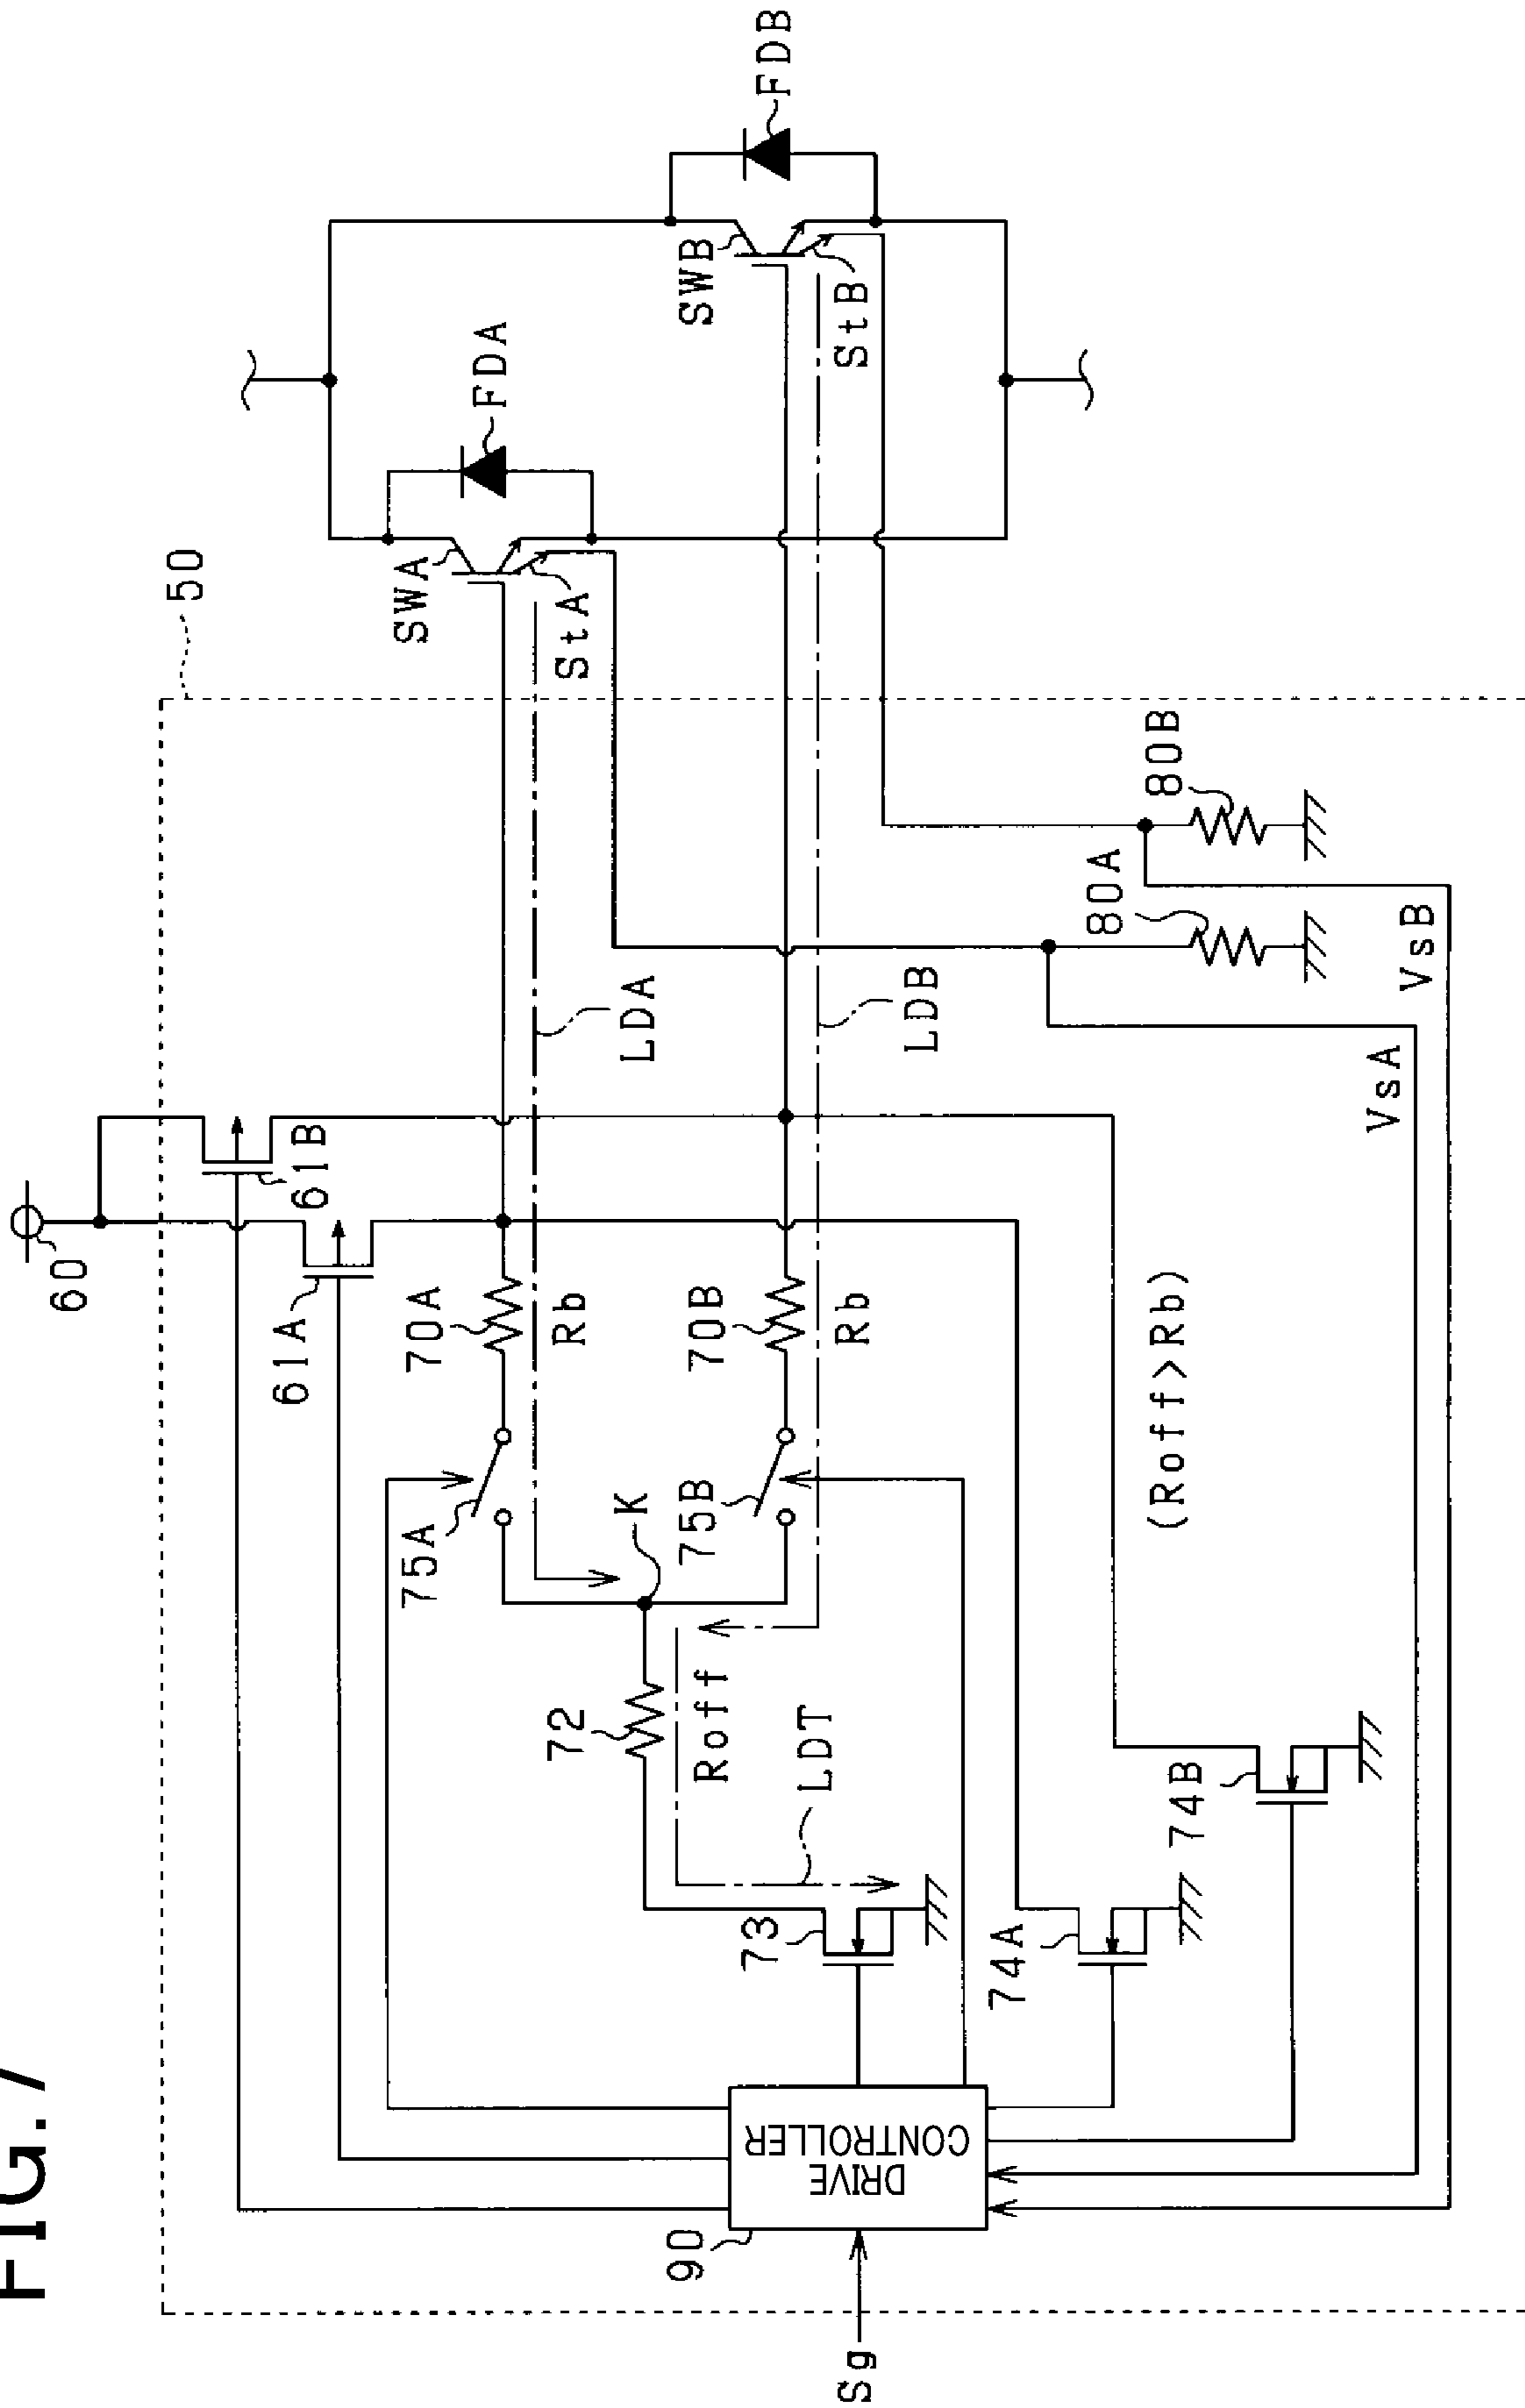 FIG. 7
60
50
61B
61A
SWA
FDA
StA
SWB
FDB
StB
75A
70A
Rb
LDA
K
75B
70B
Rb
LDB
72
Roff
LDT
73
74A
74B
(Roff>Rb)
80A
80B
VsA
VsB
90
DRIVE
CONTROLLER
Sg